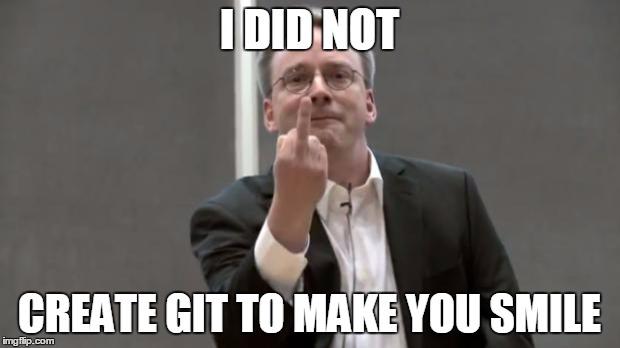 I DID NOT
CREATE GIT TO MAKE YOU SMILE
imgflip.com